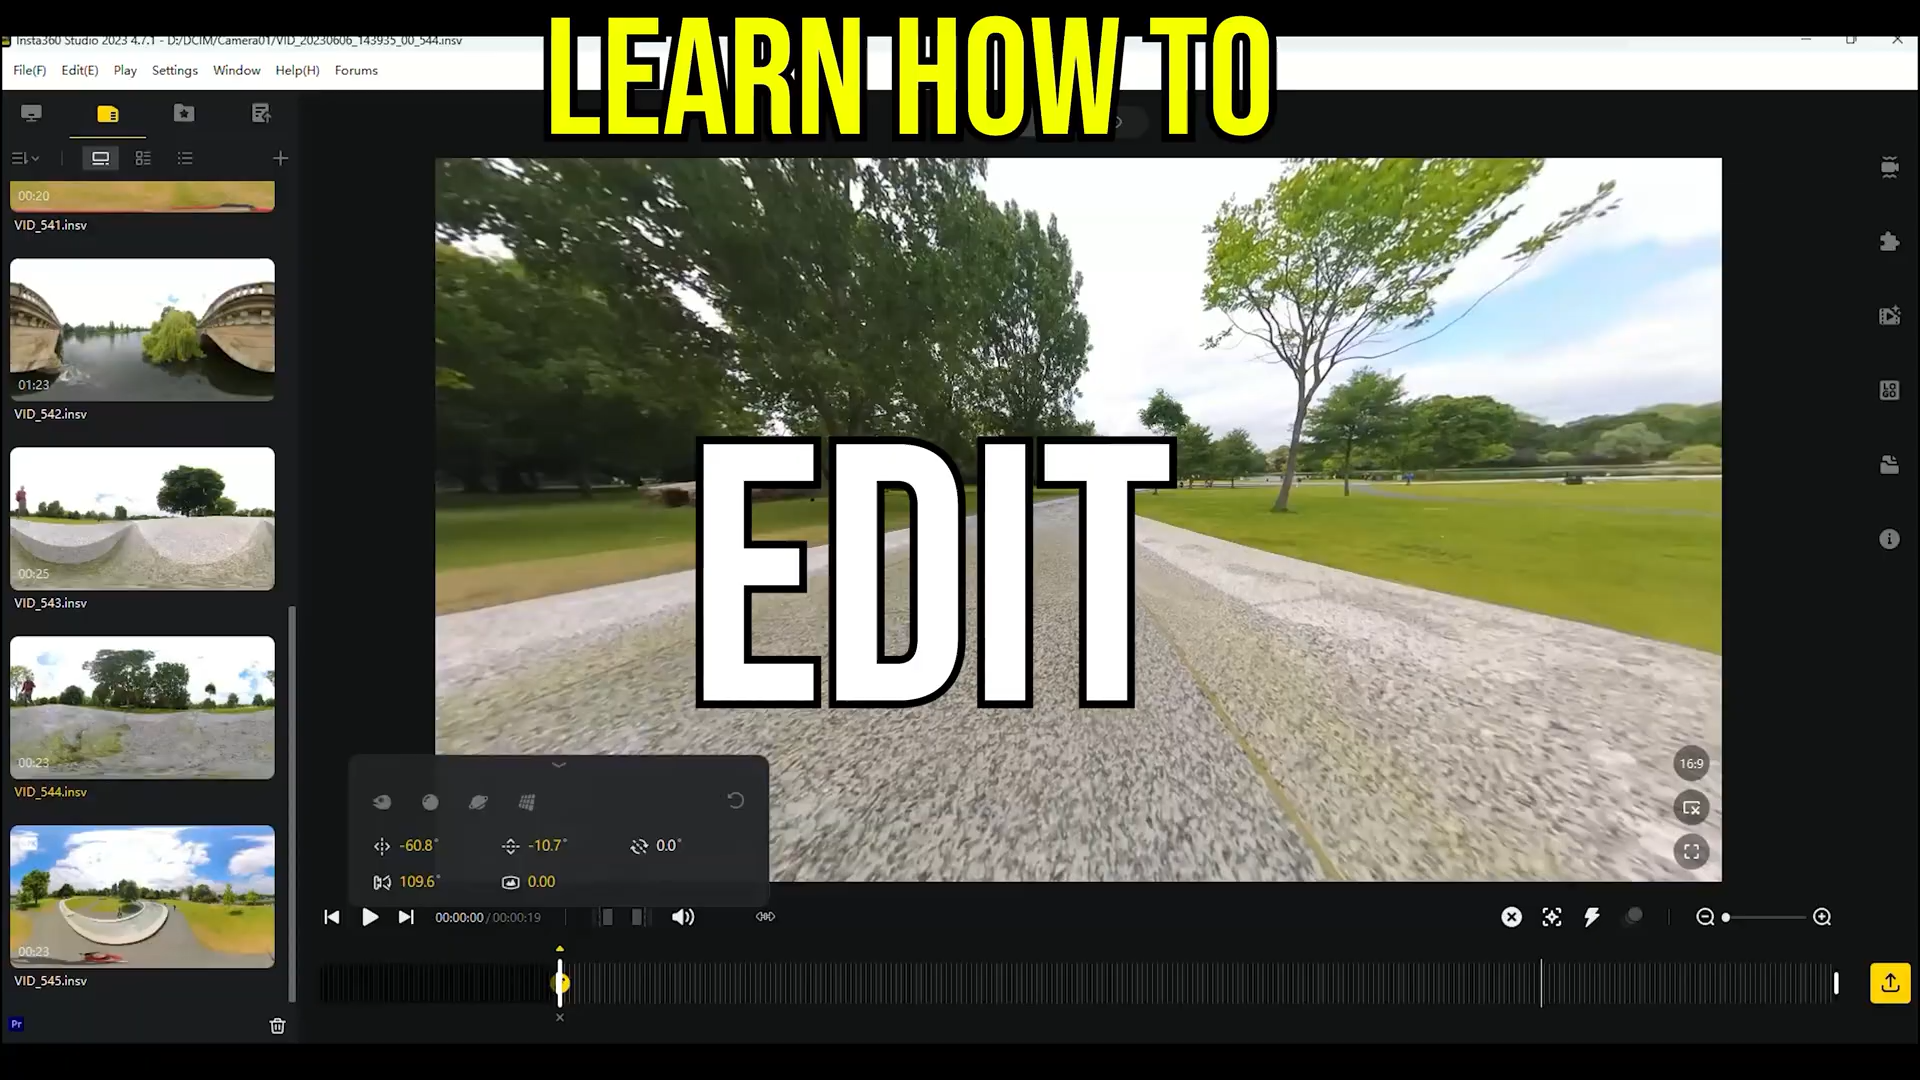 LEARN HOW TO
Insta360 Studio 2023 4.7.1 - D:/DCIM/Camera01/VID_20230606_143935_00_544.insv
File(F) Edit(E) Play Settings Window Help(H) Forums
00:20
VID_541.insv
01:23
VID_542.insv
00:25
VID_543.insv
00:23
VID_544.insv
00:23
VID_545.insv
Pr
EDIT
LOGO
16:9
-60.8° -10.7° 0.0°
109.6° 0.00
00:00:00 / 00:00:19